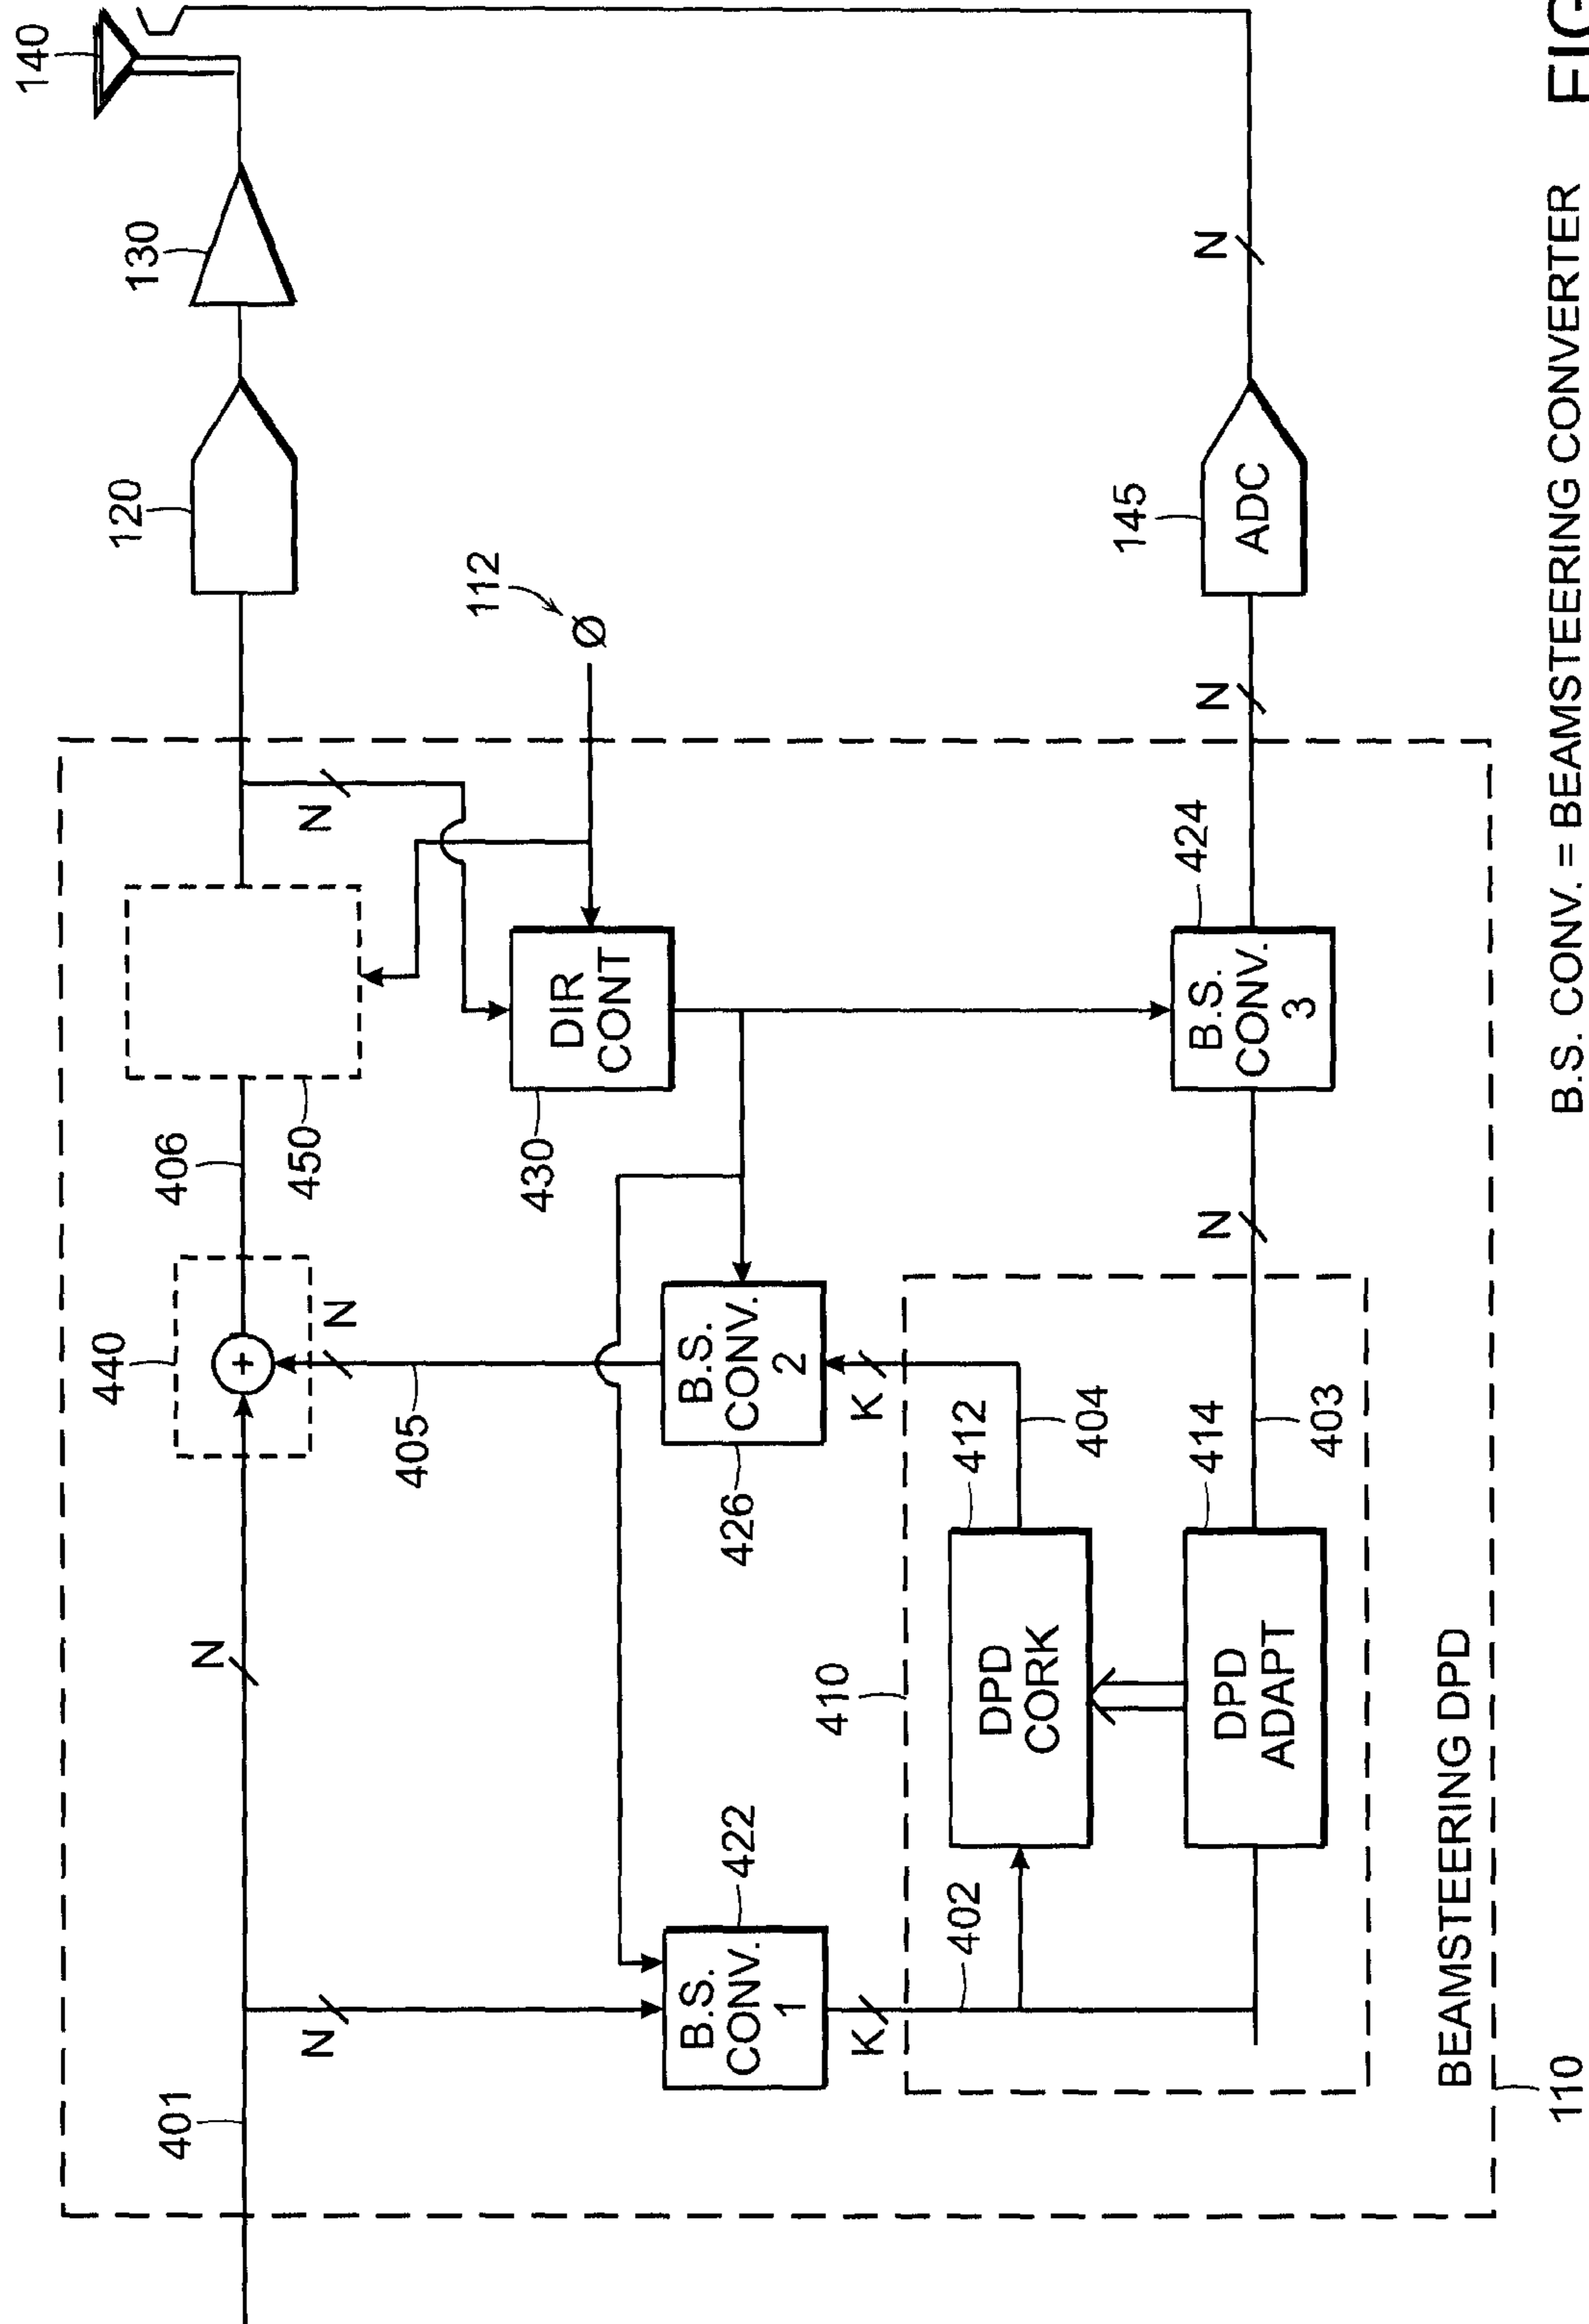 140
130
120
112
Ø
N
145
ADC
N
N
N
450
406
DIR
CONT
430
B.S.
CONV.
3
424
440
N
405
B.S.
CONV.
2
426
K
N
N
401
N
B.S.
CONV.
1
422
K
402
410
412
404
DPD
CORK
414
403
DPD
ADAPT
BEAMSTEERING DPD
110
B.S. CONV. = BEAMSTEERING CONVERTER
FIG